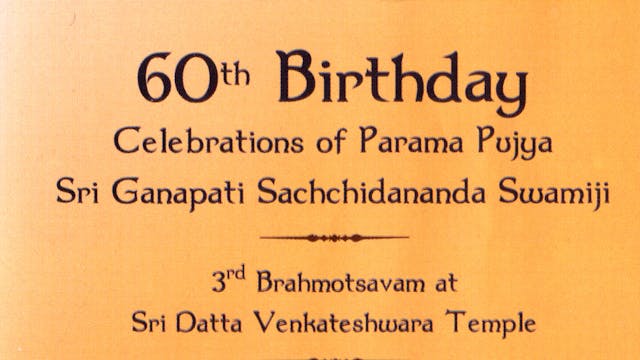 60th Birthday
Celebrations of Parama Pujya
Sri Ganapati Sachchidananda Swamiji
3rd Brahmotsavam at
Sri Datta Venkateshwara Temple